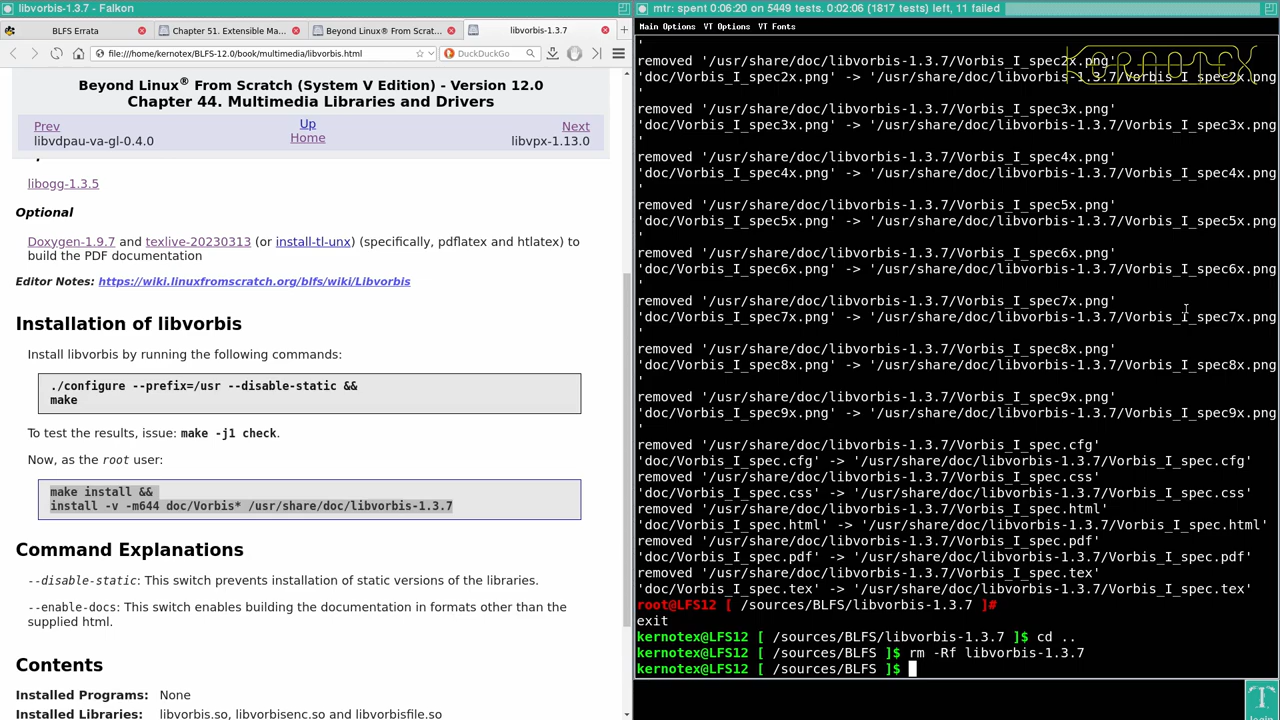 libvorbis-1.3.7 - Falkon
BLFS Errata
Chapter 51. Extensible Ma...
Beyond Linux® From Scrat...
libvorbis-1.3.7
file:///home/kernotex/BLFS-12.0/book/multimedia/libvorbis.html
DuckDuckGo
Beyond Linux® From Scratch (System V Edition) - Version 12.0
Chapter 44. Multimedia Libraries and Drivers
Prev
Up
Next
libvdpau-va-gl-0.4.0
Home
libvpx-1.13.0
libogg-1.3.5
Optional
Doxygen-1.9.7 and texlive-20230313 (or install-tl-unx) (specifically, pdflatex and htlatex) to
build the PDF documentation
Editor Notes: https://wiki.linuxfromscratch.org/blfs/wiki/Libvorbis
Installation of libvorbis
Install libvorbis by running the following commands:
./configure --prefix=/usr --disable-static &&
make
To test the results, issue: make -j1 check.
Now, as the root user:
make install &&
install -v -m644 doc/Vorbis* /usr/share/doc/libvorbis-1.3.7
Command Explanations
--disable-static: This switch prevents installation of static versions of the libraries.
--enable-docs: This switch enables building the documentation in formats other than the
supplied html.
Contents
Installed Programs: None
Installed Libraries: libvorbis.so, libvorbisenc.so and libvorbisfile.so
mtr: spent 0:06:20 on 5449 tests. 0:02:06 (1817 tests) left, 11 failed
Main Options VT Options VT Fonts
KERNOTEX
'
removed '/usr/share/doc/libvorbis-1.3.7/Vorbis_I_spec2x.png'
'doc/Vorbis_I_spec2x.png' -> '/usr/share/doc/libvorbis-1.3.7/Vorbis_I_spec2x.png
'
removed '/usr/share/doc/libvorbis-1.3.7/Vorbis_I_spec3x.png'
'doc/Vorbis_I_spec3x.png' -> '/usr/share/doc/libvorbis-1.3.7/Vorbis_I_spec3x.png
'
removed '/usr/share/doc/libvorbis-1.3.7/Vorbis_I_spec4x.png'
'doc/Vorbis_I_spec4x.png' -> '/usr/share/doc/libvorbis-1.3.7/Vorbis_I_spec4x.png
'
removed '/usr/share/doc/libvorbis-1.3.7/Vorbis_I_spec5x.png'
'doc/Vorbis_I_spec5x.png' -> '/usr/share/doc/libvorbis-1.3.7/Vorbis_I_spec5x.png
'
removed '/usr/share/doc/libvorbis-1.3.7/Vorbis_I_spec6x.png'
'doc/Vorbis_I_spec6x.png' -> '/usr/share/doc/libvorbis-1.3.7/Vorbis_I_spec6x.png
'
removed '/usr/share/doc/libvorbis-1.3.7/Vorbis_I_spec7x.png'
'doc/Vorbis_I_spec7x.png' -> '/usr/share/doc/libvorbis-1.3.7/Vorbis_I_spec7x.png
'
removed '/usr/share/doc/libvorbis-1.3.7/Vorbis_I_spec8x.png'
'doc/Vorbis_I_spec8x.png' -> '/usr/share/doc/libvorbis-1.3.7/Vorbis_I_spec8x.png
'
removed '/usr/share/doc/libvorbis-1.3.7/Vorbis_I_spec9x.png'
'doc/Vorbis_I_spec9x.png' -> '/usr/share/doc/libvorbis-1.3.7/Vorbis_I_spec9x.png
'
removed '/usr/share/doc/libvorbis-1.3.7/Vorbis_I_spec.cfg'
'doc/Vorbis_I_spec.cfg' -> '/usr/share/doc/libvorbis-1.3.7/Vorbis_I_spec.cfg'
removed '/usr/share/doc/libvorbis-1.3.7/Vorbis_I_spec.css'
'doc/Vorbis_I_spec.css' -> '/usr/share/doc/libvorbis-1.3.7/Vorbis_I_spec.css'
removed '/usr/share/doc/libvorbis-1.3.7/Vorbis_I_spec.html'
'doc/Vorbis_I_spec.html' -> '/usr/share/doc/libvorbis-1.3.7/Vorbis_I_spec.html'
removed '/usr/share/doc/libvorbis-1.3.7/Vorbis_I_spec.pdf'
'doc/Vorbis_I_spec.pdf' -> '/usr/share/doc/libvorbis-1.3.7/Vorbis_I_spec.pdf'
removed '/usr/share/doc/libvorbis-1.3.7/Vorbis_I_spec.tex'
'doc/Vorbis_I_spec.tex' -> '/usr/share/doc/libvorbis-1.3.7/Vorbis_I_spec.tex'
root@LFS12 [ /sources/BLFS/libvorbis-1.3.7 ]#
exit
kernotex@LFS12 [ /sources/BLFS/libvorbis-1.3.7 ]$ cd ..
kernotex@LFS12 [ /sources/BLFS ]$ rm -Rf libvorbis-1.3.7
kernotex@LFS12 [ /sources/BLFS ]$
T
login